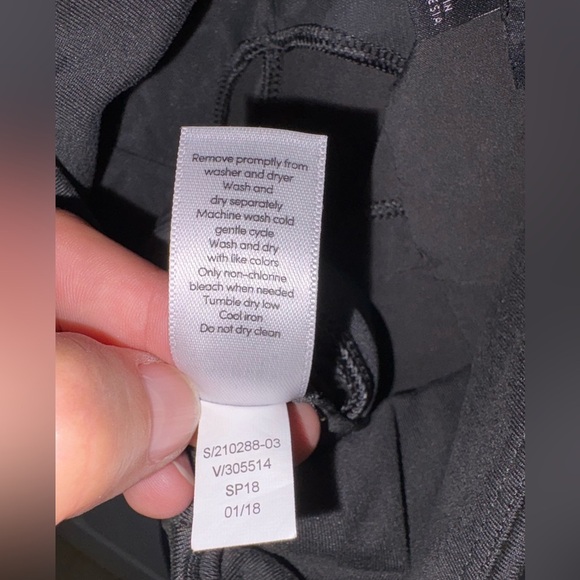 Remove promptly from
washer and dryer
Wash and
dry separately
Machine wash cold
gentle cycle
Wash and dry
with like colors
Only non-chlorine
bleach when needed
Tumble dry low
Cool iron
Do not dry clean
S/210288-03
V/305514
SP18
01/18